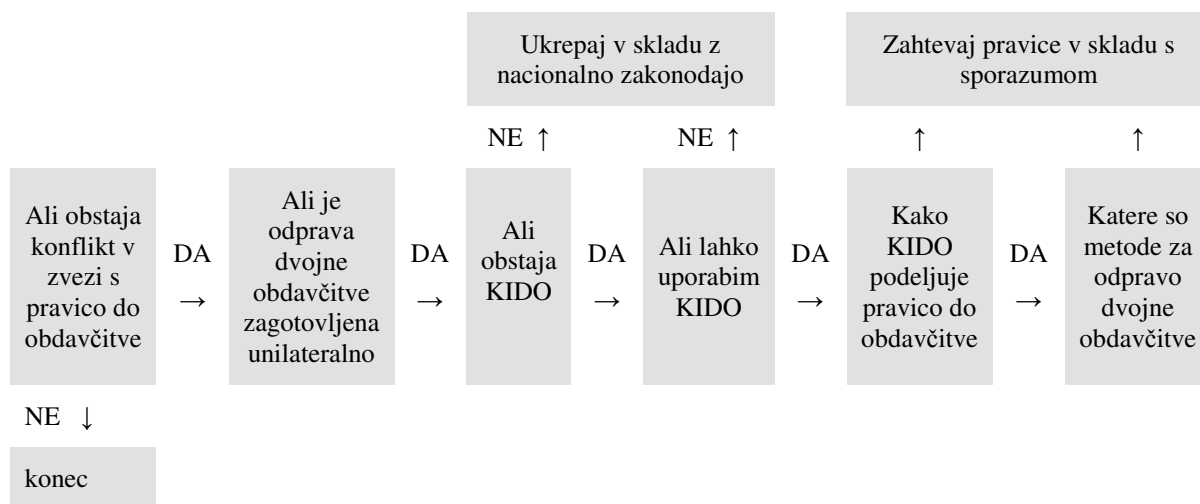 Ukrepaj v skladu z
nacionalno zakonodajo
Zahtevaj pravice v skladu s
sporazumom
NE ↑
NE ↑
↑
↑
Ali obstaja
konflikt v
zvezi s
pravico do
obdavčitve
DA
→
Ali je
odprava
dvojne
obdavčitve
zagotovljena
unilateralno
DA
→
Ali
obstaja
KIDO
DA
→
Ali lahko
uporabim
KIDO
DA
→
Kako
KIDO
podeljuje
pravico do
obdavčitve
DA
→
Katere so
metode za
odpravo
dvojne
obdavčitve
NE ↓
konec